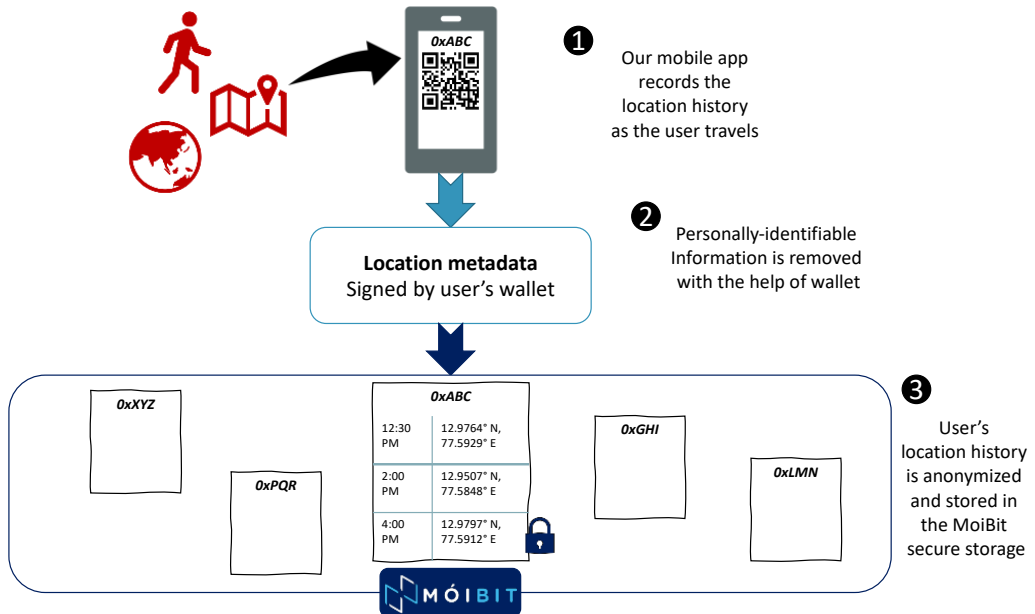 0xABC
❶
Our mobile app
records the
location history
as the user travels
❷
Personally-identifiable
Information is removed
with the help of wallet
Location metadata
Signed by user’s wallet
0xXYZ
0xPQR
0xABC
12:30 PM
12.9764° N,
77.5929° E
2:00 PM
12.9507° N,
77.5848° E
4:00 PM
12.9797° N,
77.5912° E
0xGHI
0xLMN
❸
User’s
location history
is anonymized
and stored in
the MoiBit
secure storage
MÓIBIT